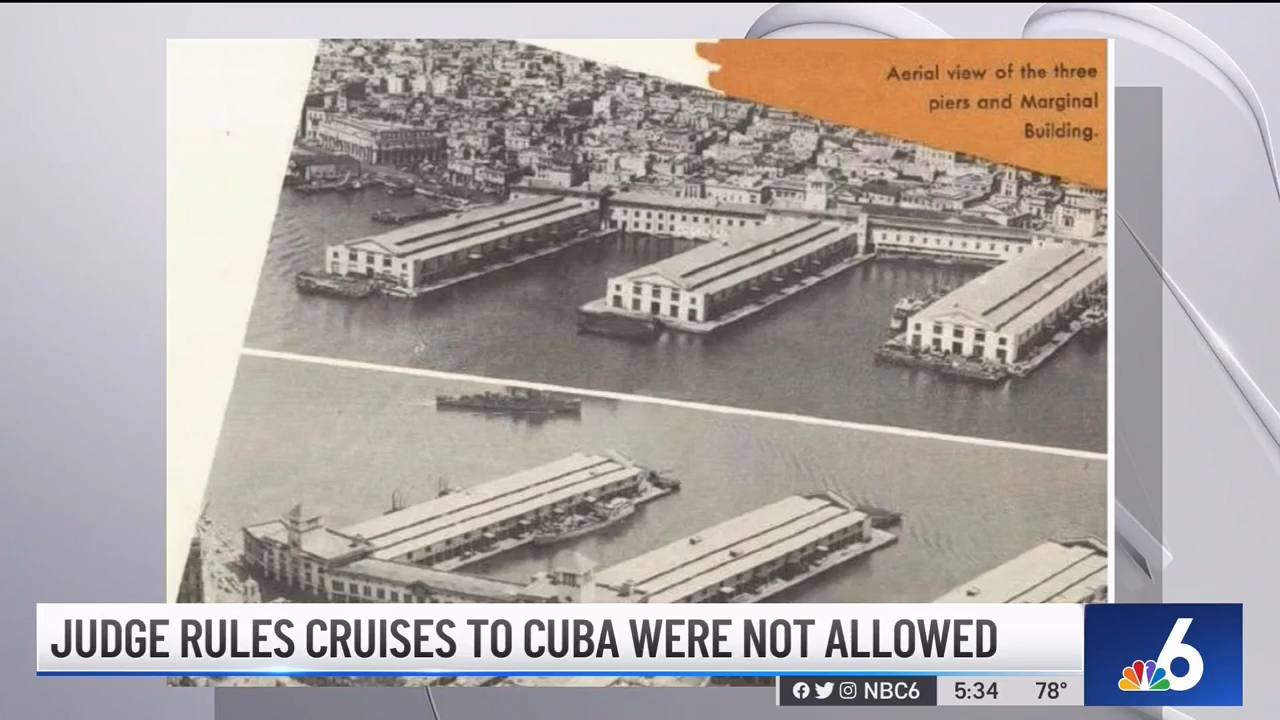 Aerial view of the three
piers and Marginal
Building.
JUDGE RULES CRUISES TO CUBA WERE NOT ALLOWED
6
NBC6 5:34 78°